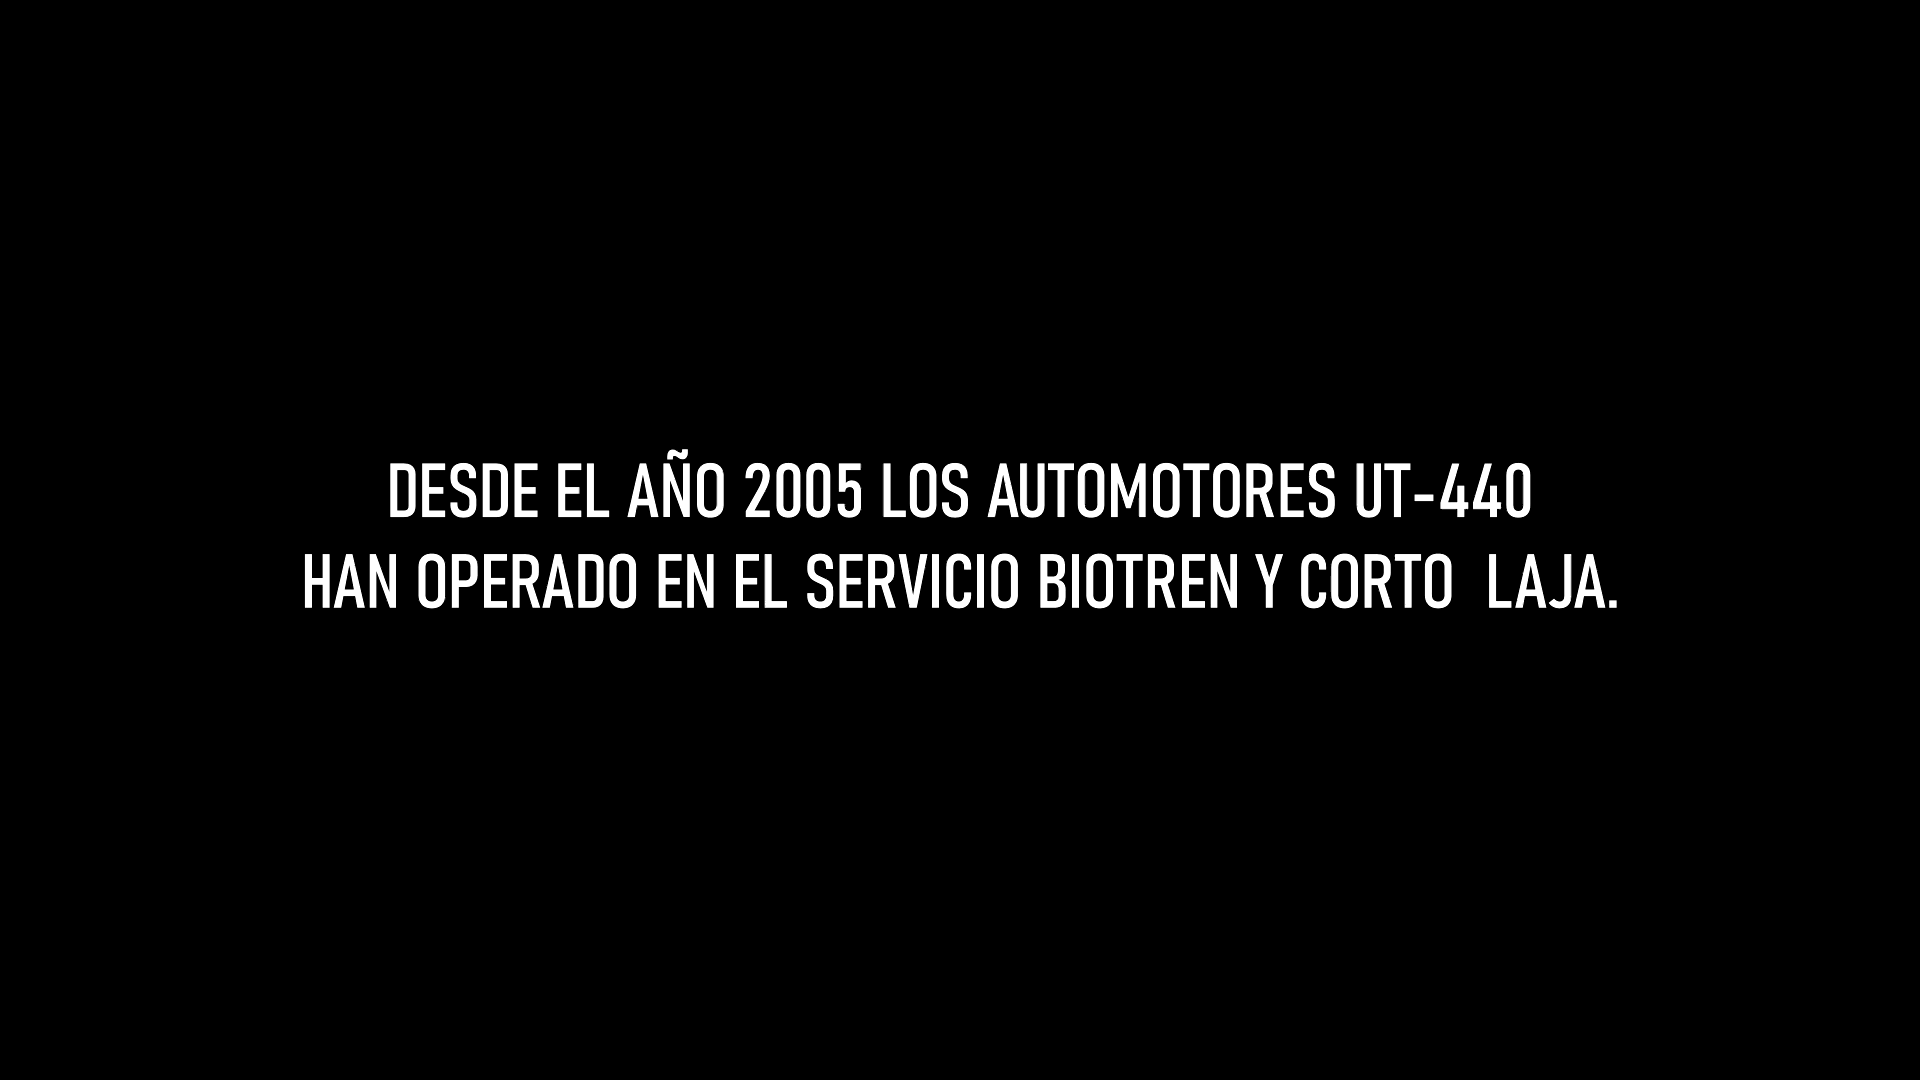 DESDE EL AÑO 2005 LOS AUTOMOTORES UT-440
HAN OPERADO EN EL SERVICIO BIOTREN Y CORTO  LAJA.